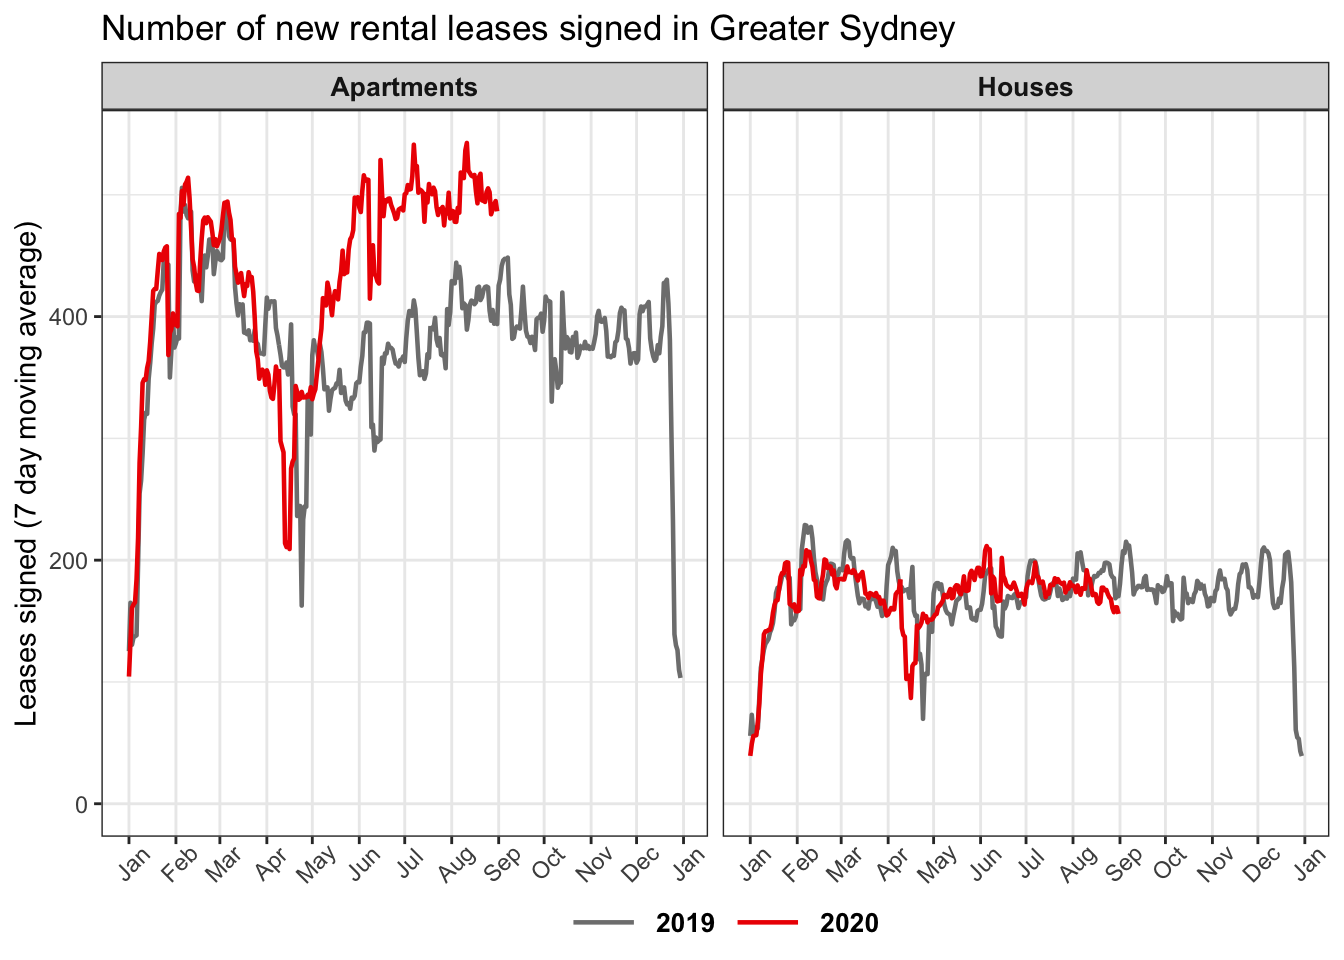 Number of new rental leases signed in Greater Sydney
Apartments
Houses
Leases signed (7 day moving average)
400
200
0
Jan Feb Mar Apr May Jun Jul Aug Sep Oct Nov Dec Jan
Jan Feb Mar Apr May Jun Jul Aug Sep Oct Nov Dec Jan
2019 2020